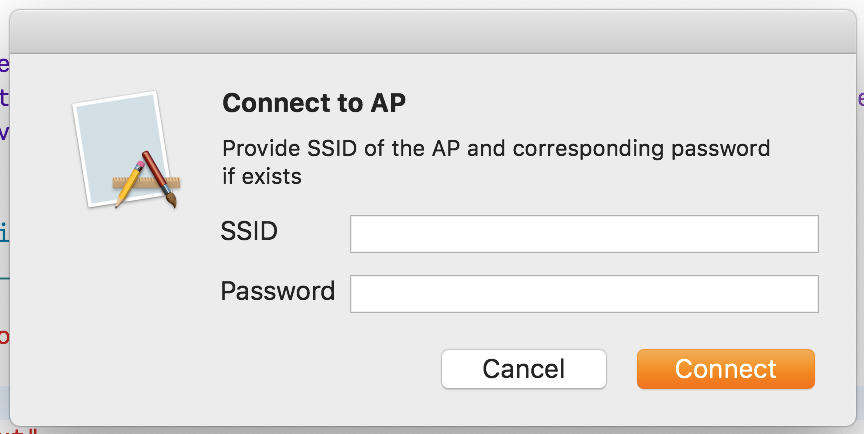 Connect to AP
Provide SSID of the AP and corresponding password
if exists
SSID
Password
Cancel
Connect